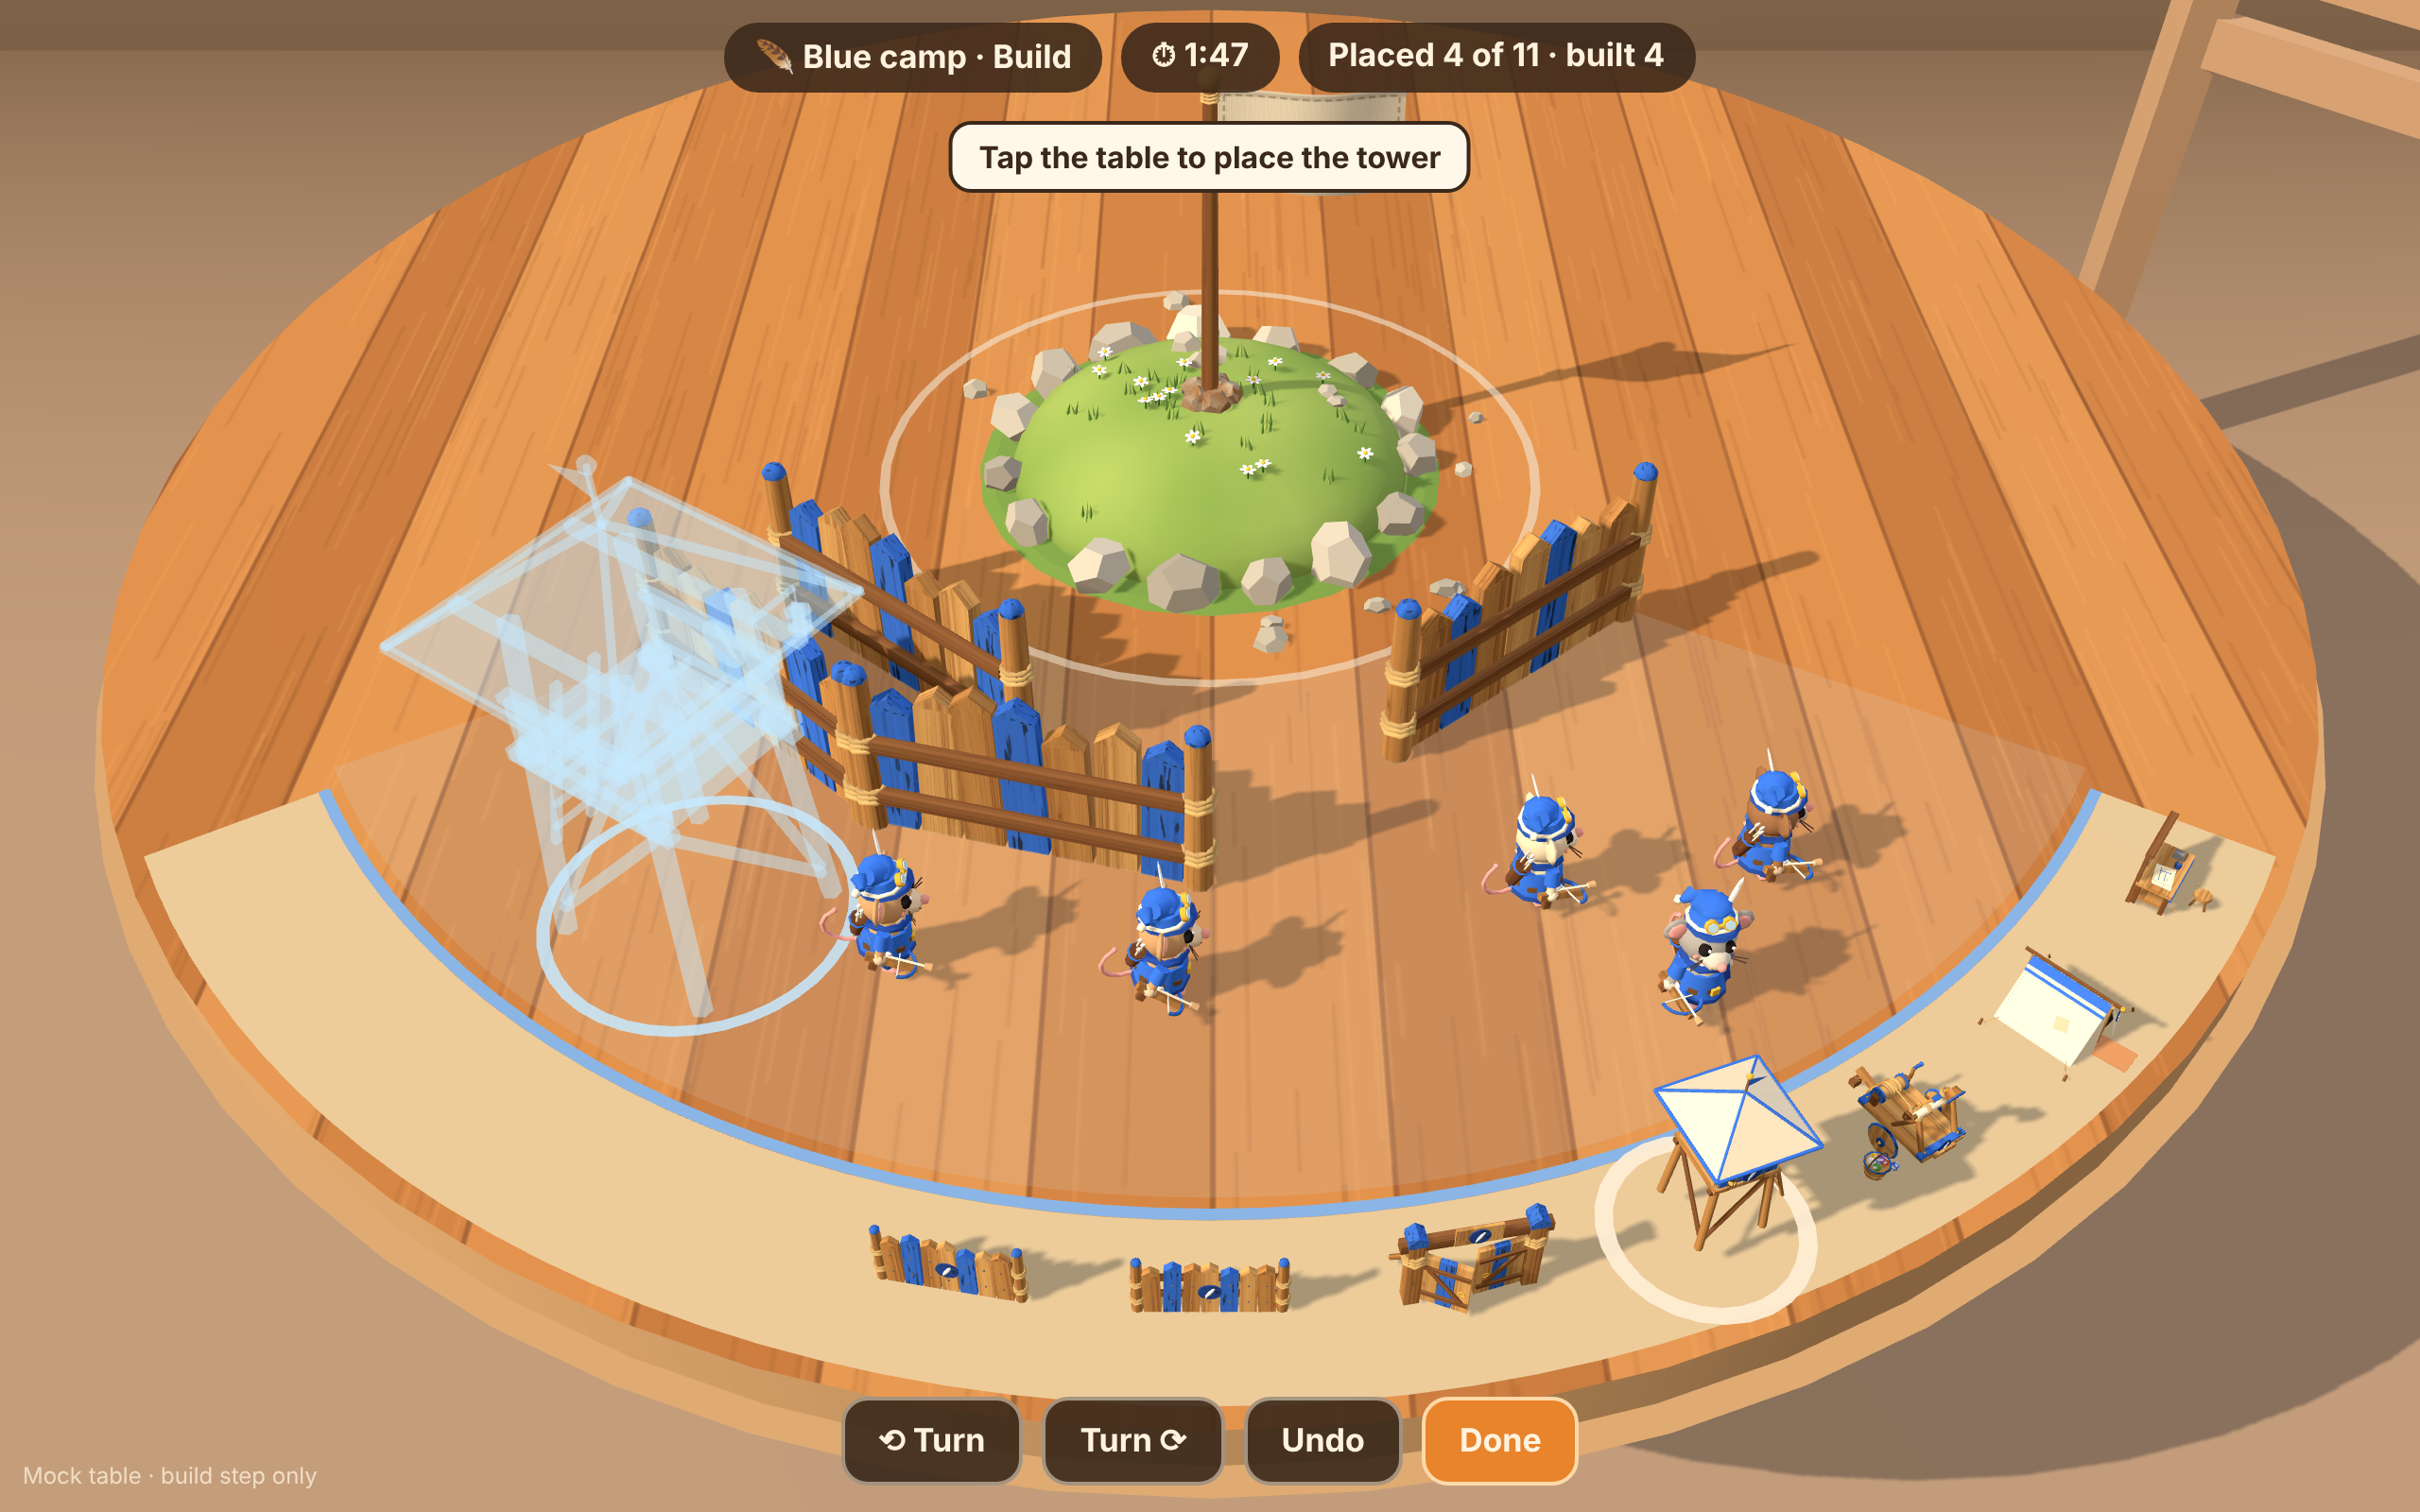 Blue camp · Build
⏱ 1:47
Placed 4 of 11 · built 4
Tap the table to place the tower
⟲ Turn
Turn ⟳
Undo
Done
Mock table · build step only